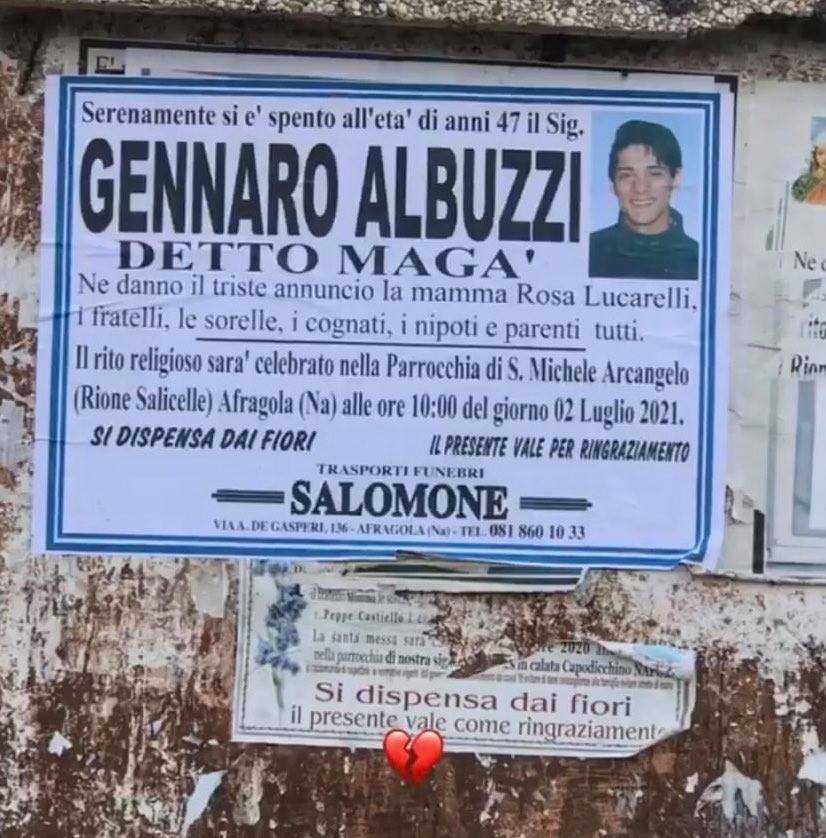 E'
Serenamente si e' spento all'eta' di anni 47 il Sig.
GENNARO ALBUZZI
DETTO MAGA'
Ne danno il triste annuncio la mamma Rosa Lucarelli,
i fratelli, le sorelle, i cognati, i nipoti e parenti tutti.
Il rito religioso sara' celebrato nella Parrocchia di S. Michele Arcangelo
(Rione Salicelle) Afragola (Na) alle ore 10:00 del giorno 02 Luglio 2021.
SI DISPENSA DAI FIORI IL PRESENTE VALE PER RINGRAZIAMENTO
TRASPORTI FUNEBRI
SALOMONE
VIA A. DE GASPERI, 136 - AFRAGOLA (Na) - TEL. 081 860 10 33
Ne
Rion
Peppe Castiello
La santa messa sara' 2020
nella parrocchia di nostra in calata Capodicchino
Si dispensa dai fiori
il presente vale come ringraziament